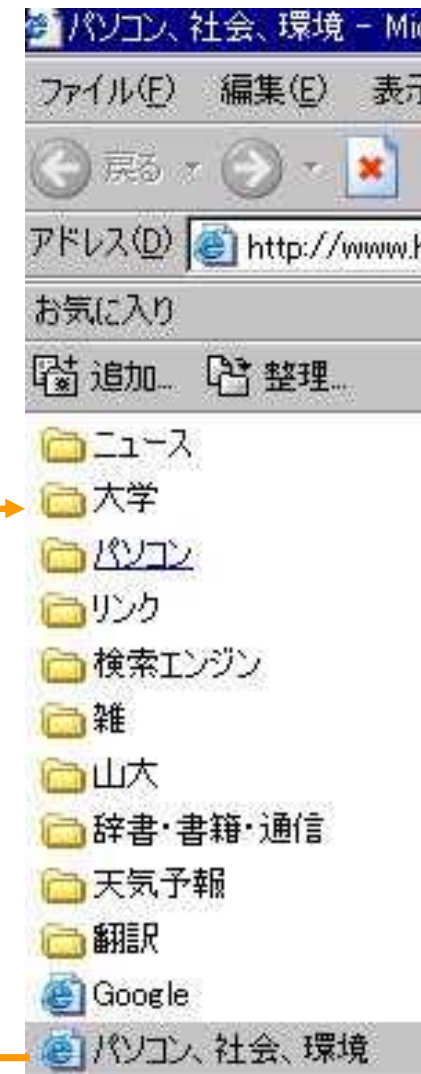 パソコン、社会、環境 - Mic
ファイル(F) 編集(E) 表示
戻る
アドレス(D) http://www.h
お気に入り
追加... 整理...
ニュース
大学
パソコン
リンク
検索エンジン
雑
山大
辞書・書籍・通信
天気予報
翻訳
Google
パソコン、社会、環境